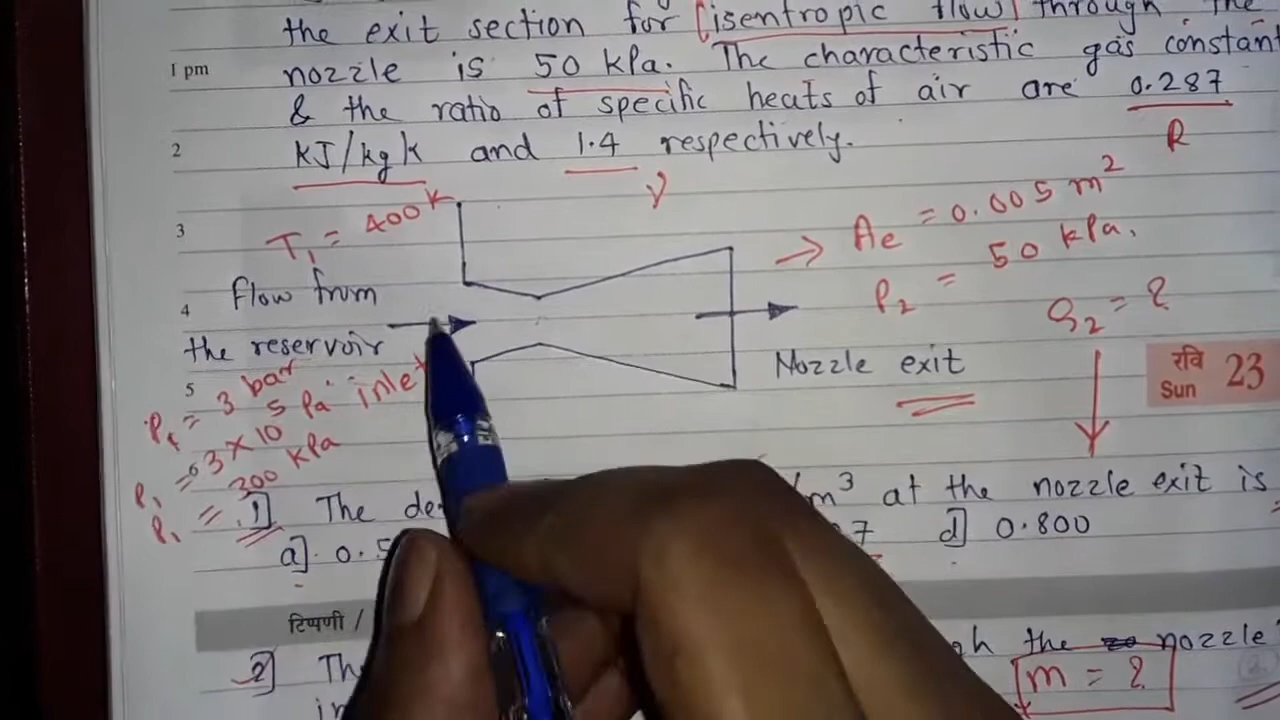 the exit section for [isentropic flow] through the
nozzle is 50 kPa. The characteristic gas constant
1 pm
& the ratio of specific heats of air are 0.287
R
2
KJ/kg k and 1.4 respectively.
γ
3
T1 = 400 K
Ae = 0.005 m2
P2 = 50 kPa.
4
Flow from
the reservoir
ρ2 = ?
Nozzle exit
5
P1 = 3 bar
= 3 x 10 5 Pa inlet
P1 = 300 kPa
रवि
Sun 23
1] The /m3 at the nozzle exit is
a] 0.5 7 d] 0.800
टिप्पणी /
2] the nozzle
m = ?